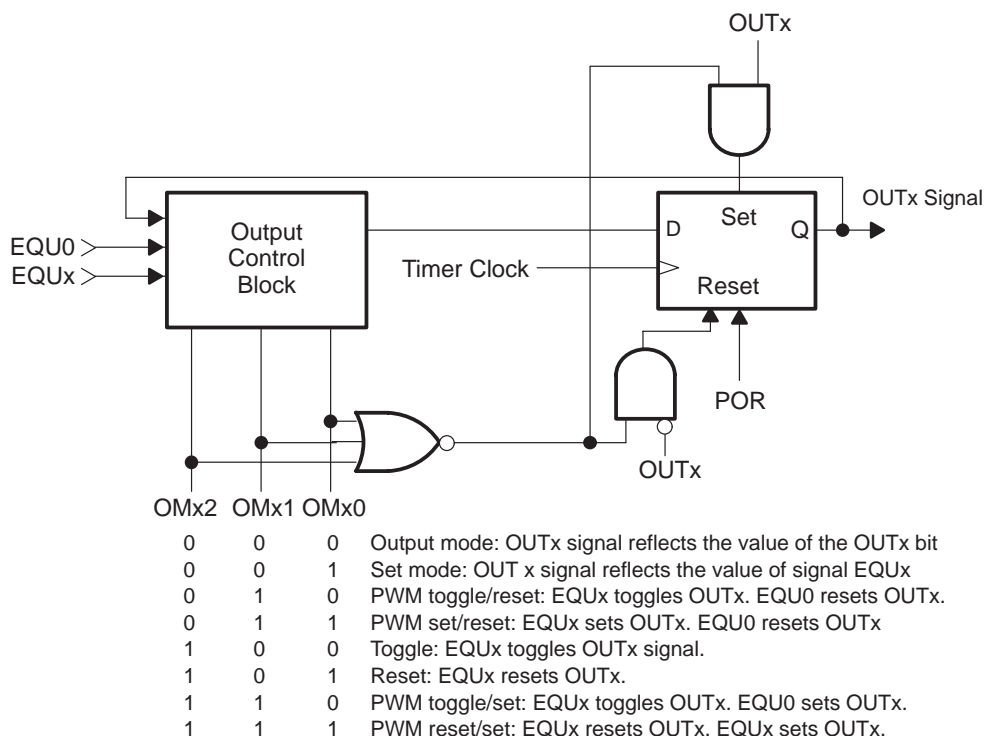 OUTx
OUTx Signal
Set
D
Q
Output
Control
Block
EQU0
EQUx
Timer Clock
Reset
POR
OUTx
OMx2 OMx1 OMx0
0 0 0 Output mode: OUTx signal reflects the value of the OUTx bit
0 0 1 Set mode: OUT x signal reflects the value of signal EQUx
0 1 0 PWM toggle/reset: EQUx toggles OUTx. EQU0 resets OUTx.
0 1 1 PWM set/reset: EQUx sets OUTx. EQU0 resets OUTx
1 0 0 Toggle: EQUx toggles OUTx signal.
1 0 1 Reset: EQUx resets OUTx.
1 1 0 PWM toggle/set: EQUx toggles OUTx. EQU0 sets OUTx.
1 1 1 PWM reset/set: EQUx resets OUTx. EQUx sets OUTx.